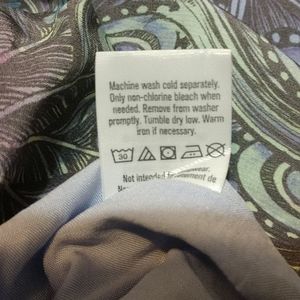 Machine wash cold separately.
Only non-chlorine bleach when
needed. Remove from washer
promptly. Tumble dry low. Warm
iron if necessary.
30
Not intended